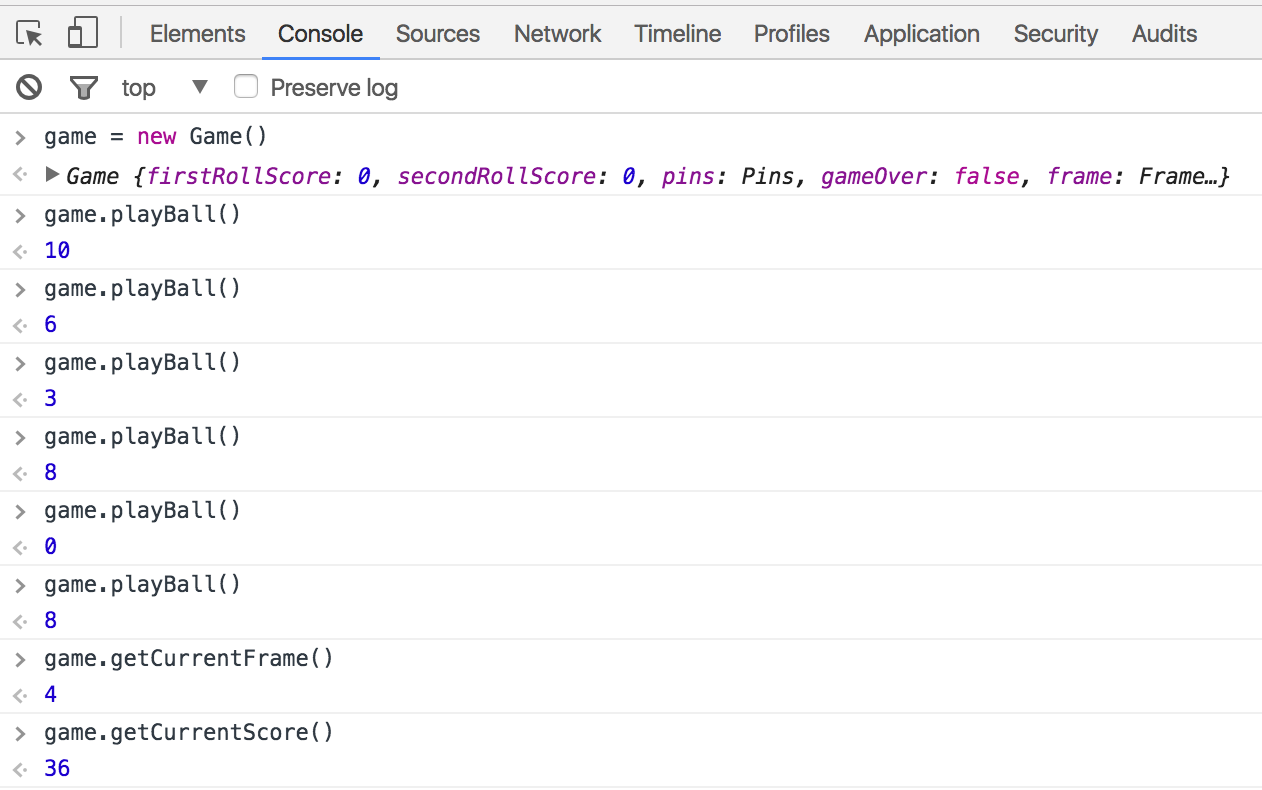 Elements Console Sources Network Timeline Profiles Application Security Audits
top Preserve log
game = new Game()
Game {firstRollScore: 0, secondRollScore: 0, pins: Pins, gameOver: false, frame: Frame…}
game.playBall()
10
game.playBall()
6
game.playBall()
3
game.playBall()
8
game.playBall()
0
game.playBall()
8
game.getCurrentFrame()
4
game.getCurrentScore()
36